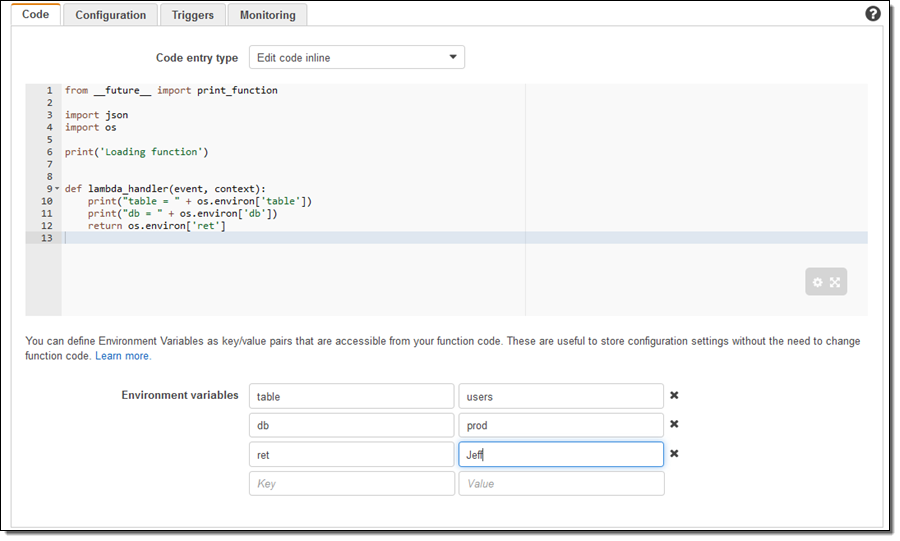 Code Configuration Triggers Monitoring ?
Code entry type Edit code inline
1 from __future__ import print_function
2
3 import json
4 import os
5
6 print('Loading function')
7
8
9 def lambda_handler(event, context):
10 print("table = " + os.environ['table'])
11 print("db = " + os.environ['db'])
12 return os.environ['ret']
13
You can define Environment Variables as key/value pairs that are accessible from your function code. These are useful to store configuration settings without the need to change
function code. Learn more.
Environment variables table users
db prod
ret Jeff
Key Value